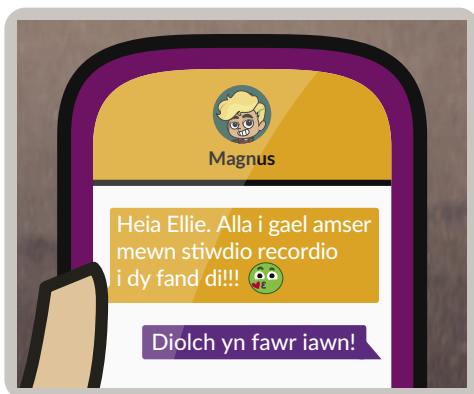 Magnus
Heia Ellie. Alla i gael amser
mewn stiwdio recordio
i dy fand di!!!
Diolch yn fawr iawn!